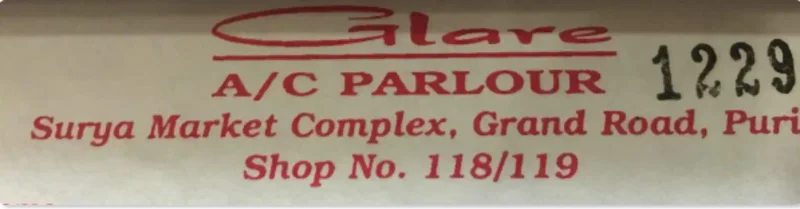 Glare
A/C PARLOUR 1229
Surya Market Complex, Grand Road, Puri
Shop No. 118/119